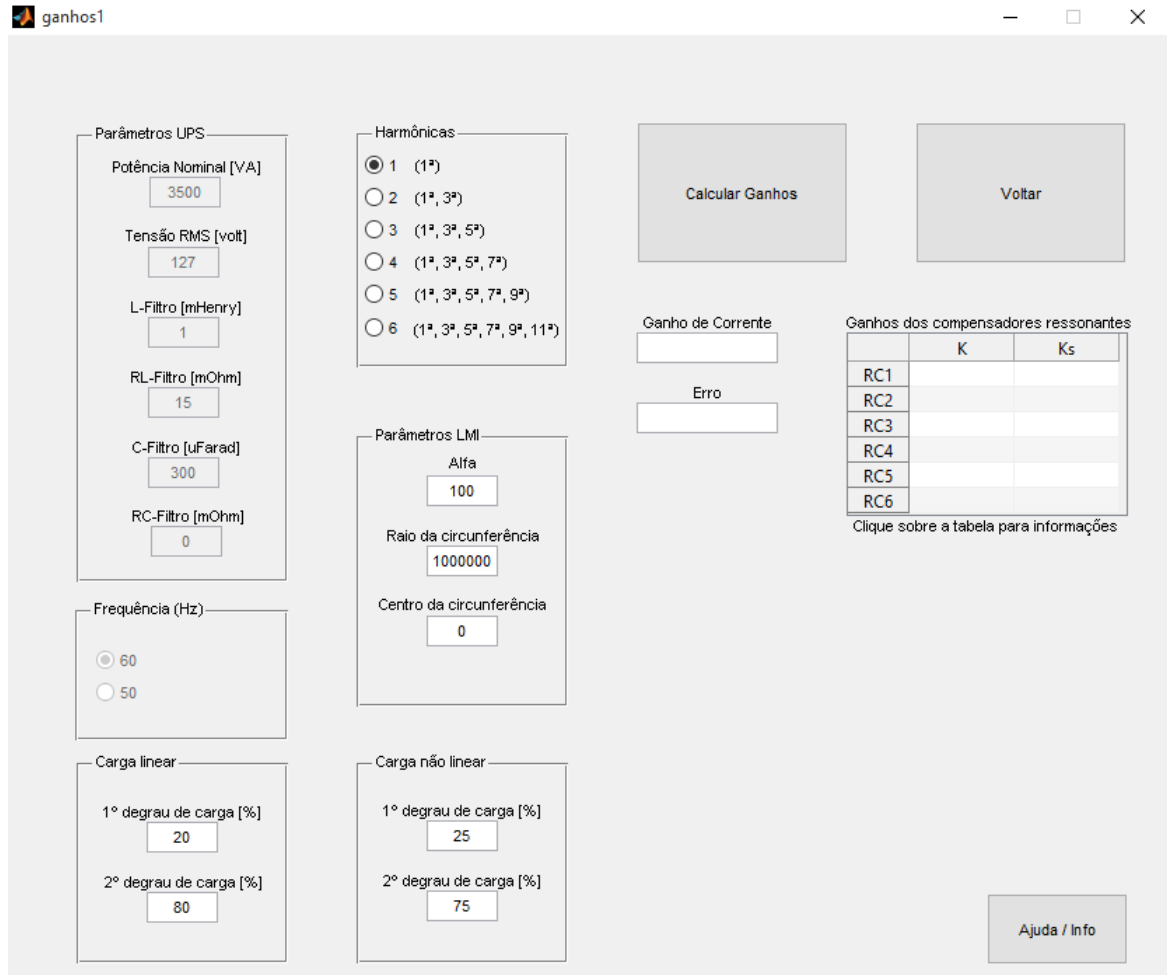 ganhos1
Parâmetros UPS
Potência Nominal [VA]
3500
Tensão RMS [volt]
127
L-Filtro [mHenry]
1
RL-Filtro [mOhm]
15
C-Filtro [uFarad]
300
RC-Filtro [mOhm]
0
Frequência (Hz)
60
50
Carga linear
1º degrau de carga [%]
20
2º degrau de carga [%]
80
Harmônicas
1 (1ª)
2 (1ª, 3ª)
3 (1ª, 3ª, 5ª)
4 (1ª, 3ª, 5ª, 7ª)
5 (1ª, 3ª, 5ª, 7ª, 9ª)
6 (1ª, 3ª, 5ª, 7ª, 9ª, 11ª)
Parâmetros LMI
Alfa
100
Raio da circunferência
1000000
Centro da circunferência
0
Carga não linear
1º degrau de carga [%]
25
2º degrau de carga [%]
75
Calcular Ganhos
Voltar
Ganho de Corrente
Erro
Ganhos dos compensadores ressonantes
K Ks
RC1
RC2
RC3
RC4
RC5
RC6
Clique sobre a tabela para informações
Ajuda / Info